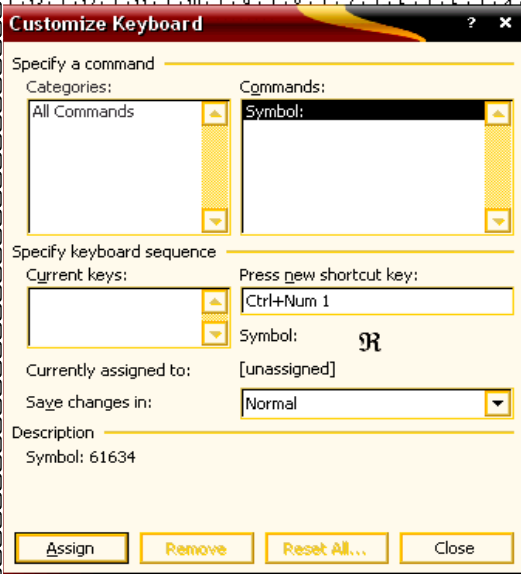 Customize Keyboard
Specify a command
Categories:
Commands:
All Commands
Symbol:
Specify keyboard sequence
Current keys:
Press new shortcut key:
Ctrl+Num 1
Symbol: ℜ
Currently assigned to:
[unassigned]
Save changes in:
Normal
Description
Symbol: 61634
Assign
Remove
Reset All...
Close